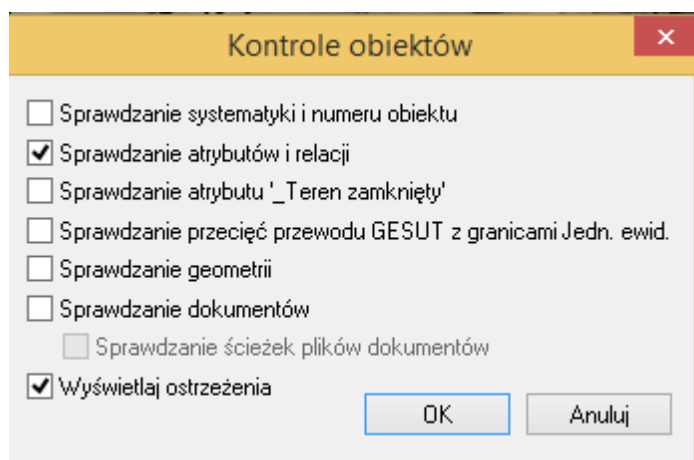 Kontrole obiektów
Sprawdzanie systematyki i numeru obiektu
Sprawdzanie atrybutów i relacji
Sprawdzanie atrybutu '_Teren zamknięty'
Sprawdzanie przecięć przewodu GESUT z granicami Jedn. ewid.
Sprawdzanie geometrii
Sprawdzanie dokumentów
Sprawdzanie ścieżek plików dokumentów
Wyświetlaj ostrzeżenia
OK Anuluj